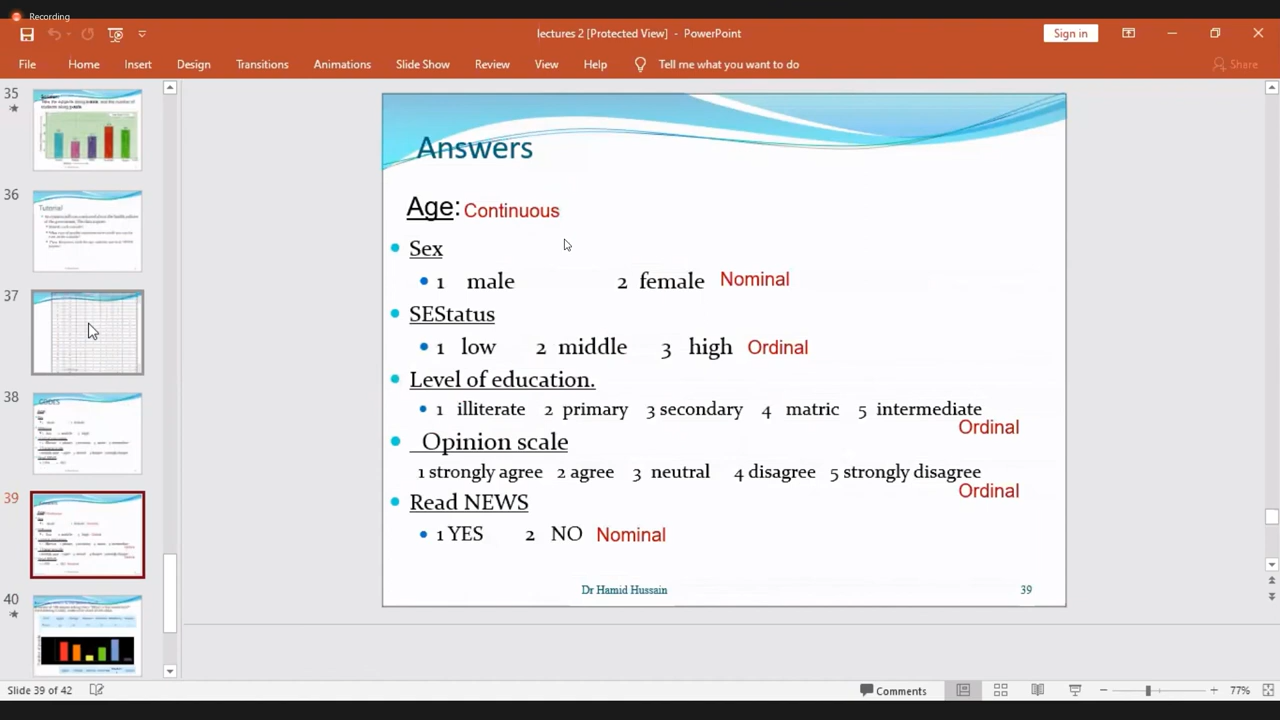 Recording
lectures 2 [Protected View] - PowerPoint
Sign in
File Home Insert Design Transitions Animations Slide Show Review View Help Tell me what you want to do Share
35
36
Tutorial
37
38
CODES
39
40
Answers
Age: Continuous
Sex
1 male 2 female Nominal
SEStatus
1 low 2 middle 3 high Ordinal
Level of education.
1 illiterate 2 primary 3 secondary 4 matric 5 intermediate
Ordinal
Opinion scale
1 strongly agree 2 agree 3 neutral 4 disagree 5 strongly disagree
Ordinal
Read NEWS
1 YES 2 NO Nominal
Dr Hamid Hussain 39
Slide 39 of 42 Comments 77%